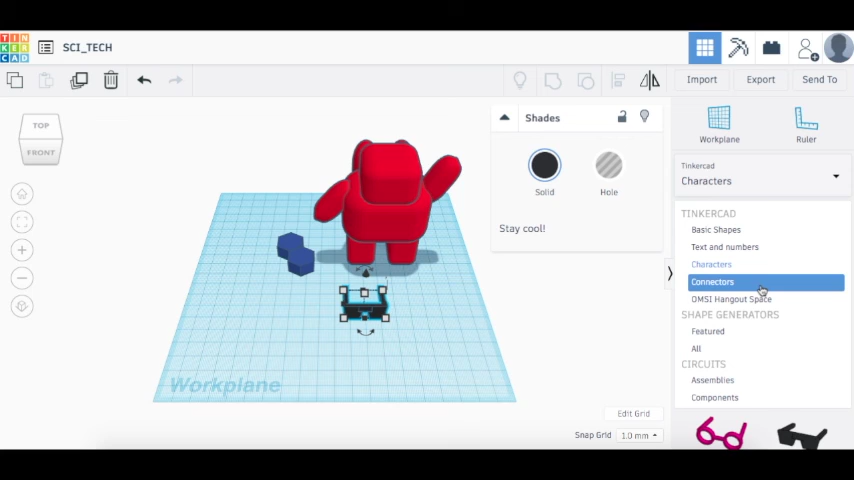 TIN
KER
CAD
SCI_TECH
Import
Export
Send To
TOP
FRONT
Shades
Solid
Hole
Stay cool!
Workplane
Ruler
Tinkercad
Characters
TINKERCAD
Basic Shapes
Text and numbers
Characters
Connectors
OMSI Hangout Space
SHAPE GENERATORS
Featured
All
CIRCUITS
Assemblies
Components
Workplane
Edit Grid
Snap Grid
1.0 mm